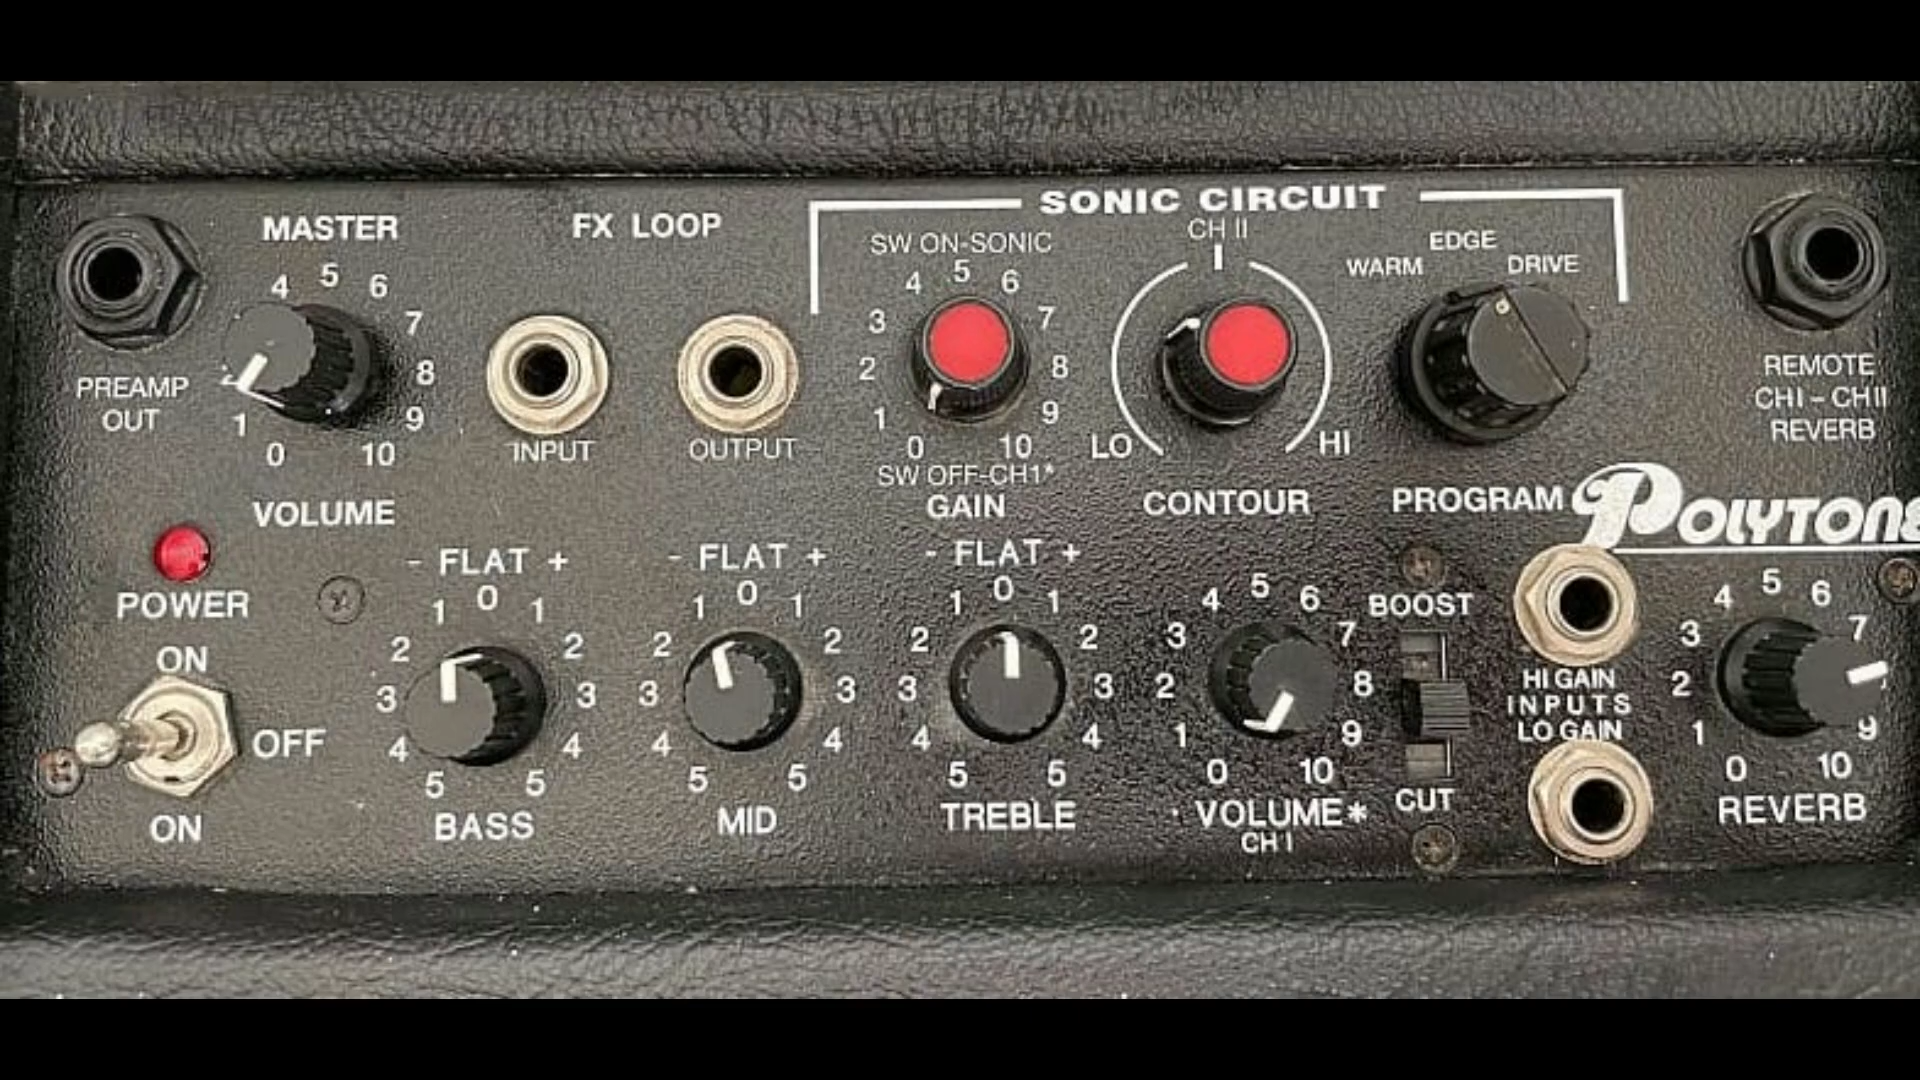 SONIC CIRCUIT
MASTER
FX LOOP
SW ON-SONIC
CH II
WARM
EDGE
DRIVE
4 5 6 7 8 9 10
1 0
PREAMP
OUT
VOLUME
INPUT
OUTPUT
0 1 2 3 4 5 6 7 8 9 10
SW OFF-CH1*
GAIN
LO
HI
CONTOUR
PROGRAM
REMOTE
CH I - CH II
REVERB
POLYTONE
POWER
ON
OFF
ON
- FLAT +
5 4 3 2 1 0 1 2 3 4 5
BASS
- FLAT +
5 4 3 2 1 0 1 2 3 4 5
MID
- FLAT +
5 4 3 2 1 0 1 2 3 4 5
TREBLE
0 1 2 3 4 5 6 7 8 9 10
VOLUME*
CH I
BOOST
CUT
HI GAIN
INPUTS
LO GAIN
0 1 2 3 4 5 6 7 9 10
REVERB